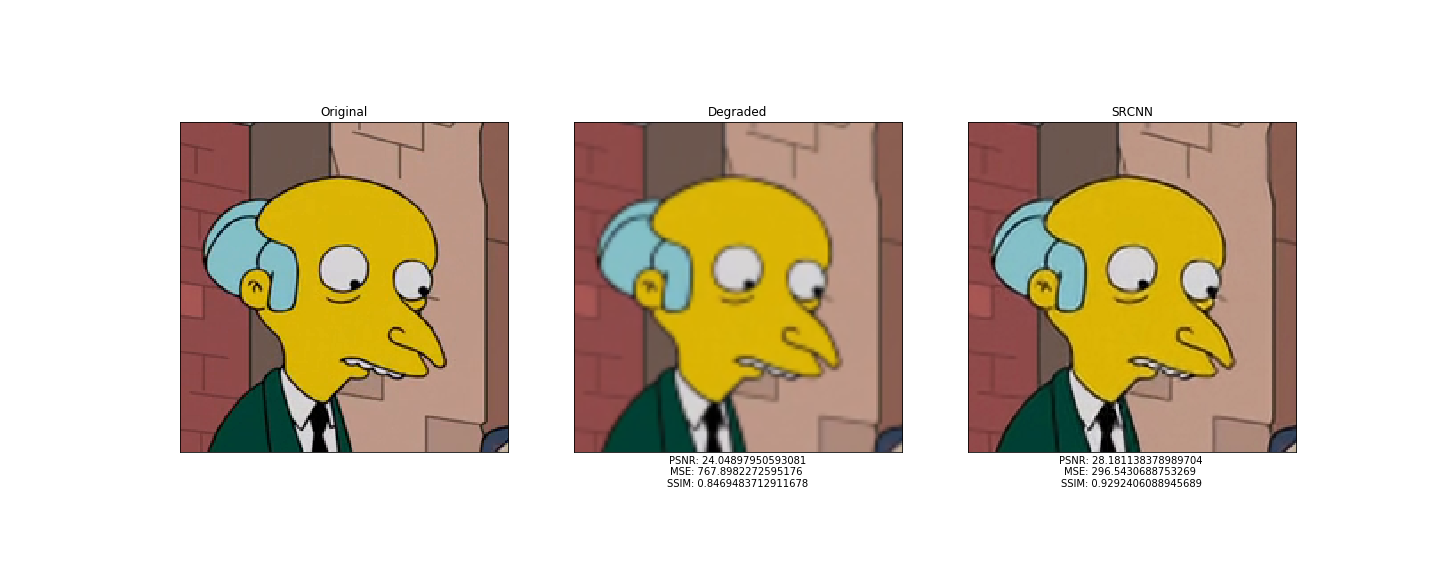 Original
Degraded
SRCNN
PSNR: 24.04897950593081
MSE: 767.8982272595176
SSIM: 0.8469483712911678
PSNR: 28.181138378989704
MSE: 296.5430688753269
SSIM: 0.9292406088945689